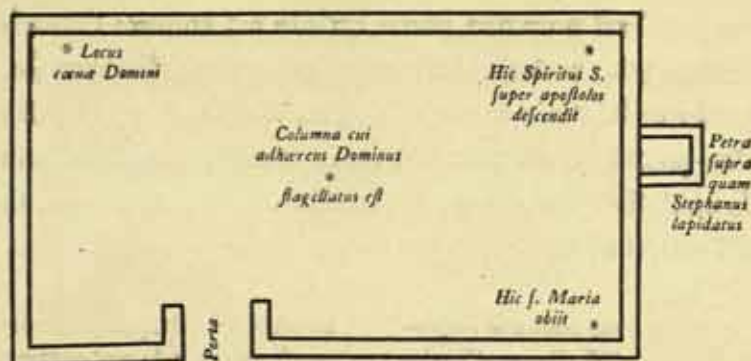 * Locus
cœnæ Domini
*
Hic Spiritus S.
ſuper apoſtolos
deſcendit
Columna cui
adhærens Dominus
*
flagellatus eſt
Petra
ſupra
quam
Stephanus
lapidatus
Hic ſ. Maria
obiit
*
Porta